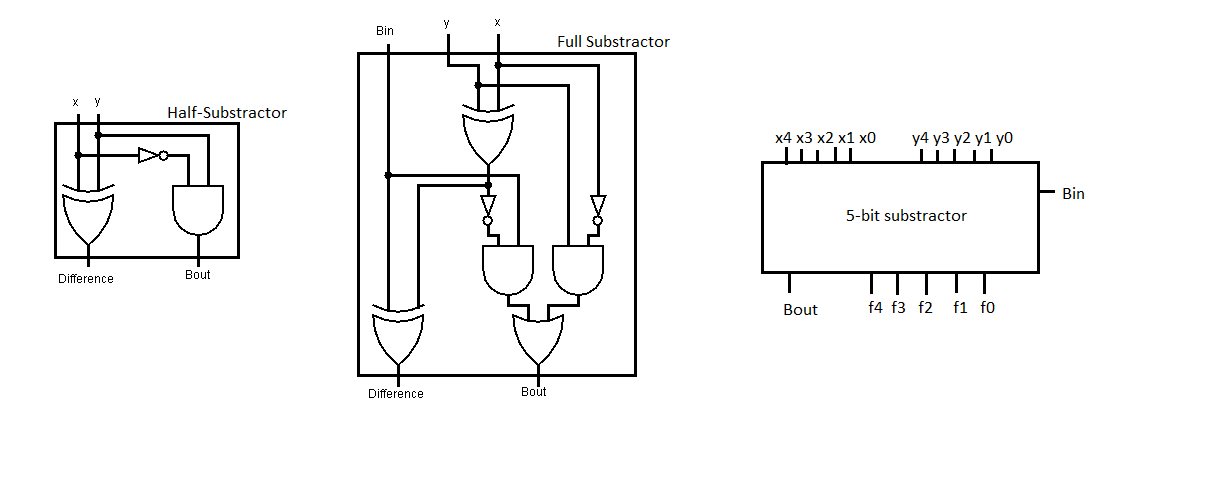 x y
Half-Substractor
Difference
Bout
Bin
y
x
Full Substractor
Difference
Bout
x4 x3 x2 x1 x0
y4 y3 y2 y1 y0
5-bit substractor
Bin
Bout
f4 f3 f2 f1 f0